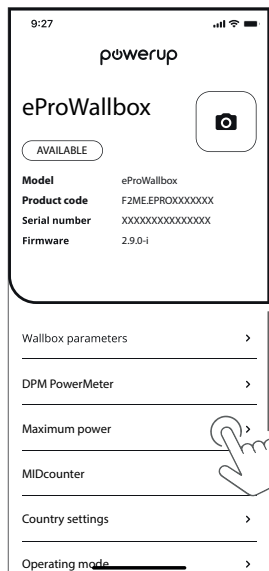 9:27
powerup
eProWallbox
AVAILABLE
Model eProWallbox
Product code F2ME.EPROXXXXXXX
Serial number XXXXXXXXXXXXXXX
Firmware 2.9.0-i
Wallbox parameters
DPM PowerMeter
Maximum power
MIDcounter
Country settings
Operating mode